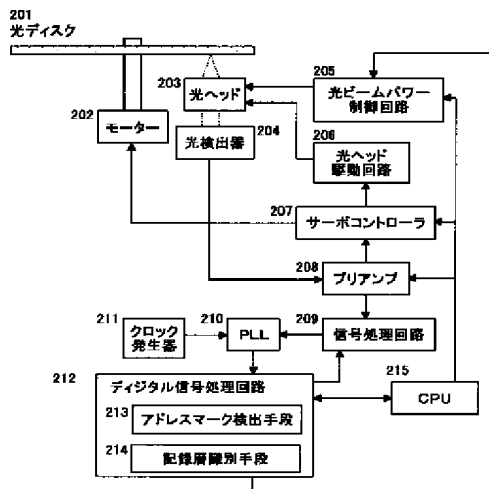 201
光ディスク
203
光ヘッド
205
光ビームパワー
制御回路
202
モーター
204
光検出器
206
光ヘッド
駆動回路
207
サーボコントローラ
208
プリアンプ
211
クロック
発生器
210
PLL
209
信号処理回路
212
ディジタル信号処理回路
215
CPU
213
アドレスマーク検出手段
214
記録層識別手段